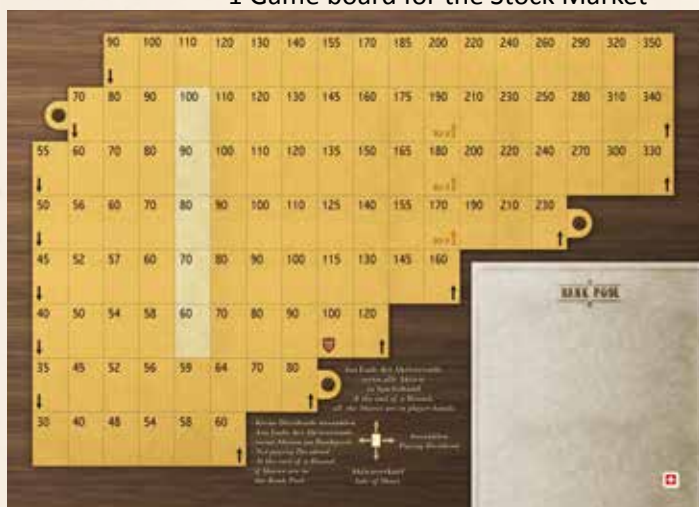 1 Game board for the Stock Market
90 100 110 120 130 140 155 170 185 200 220 240 260 290 320 350
70 80 90 100 110 120 130 145 160 175 190 210 230 250 280 310 340
55 60 70 80 90 100 110 120 135 150 165 180 200 220 240 270 300 330
50 56 60 70 80 90 100 110 125 140 155 170 190 210 230
45 52 57 60 70 80 90 100 115 130 145 160
40 50 54 58 60 70 80 90 100 120
35 45 52 56 59 64 70 80
30 40 48 54 58 60
BANK POOL
Am Ende der Aktienrunde
wenn alle Aktien
in Spielerhand
At the end of a Round,
all the Shares are in player hands.
Am Ende der Aktienrunde
Not paying Dividend
At the end of a Round
if Shares are in
the Bank Pool
Auszahlen
Paying Dividend
Aktienverkauf
Sale of Share